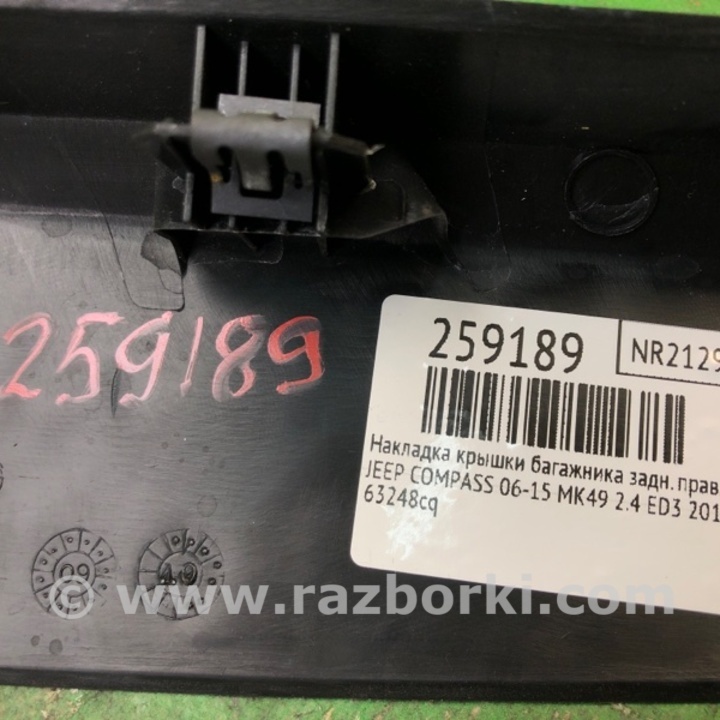 259189
259189
NR2129
Накладка крышки багажника задн. прав
JEEP COMPASS 06-15 MK49 2.4 ED3 201
63248cq
09
www.razborki.com